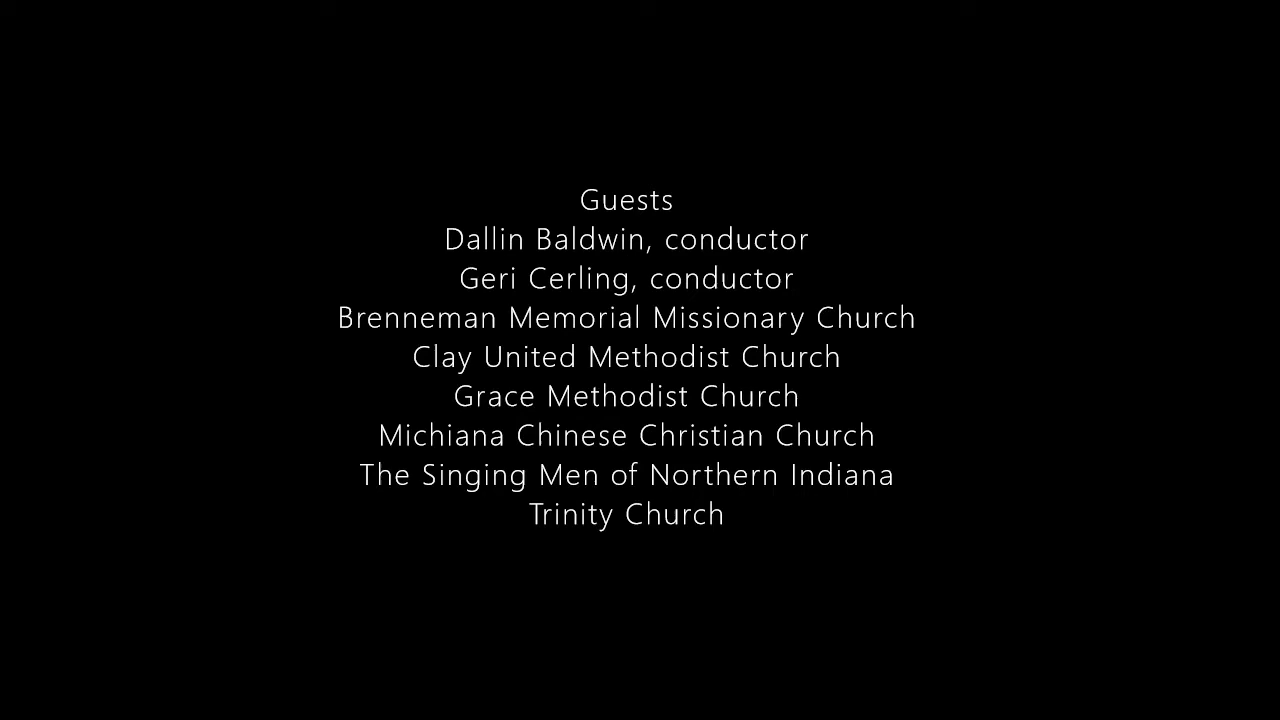 Guests
Dallin Baldwin, conductor
Geri Cerling, conductor
Brenneman Memorial Missionary Church
Clay United Methodist Church
Grace Methodist Church
Michiana Chinese Christian Church
The Singing Men of Northern Indiana
Trinity Church